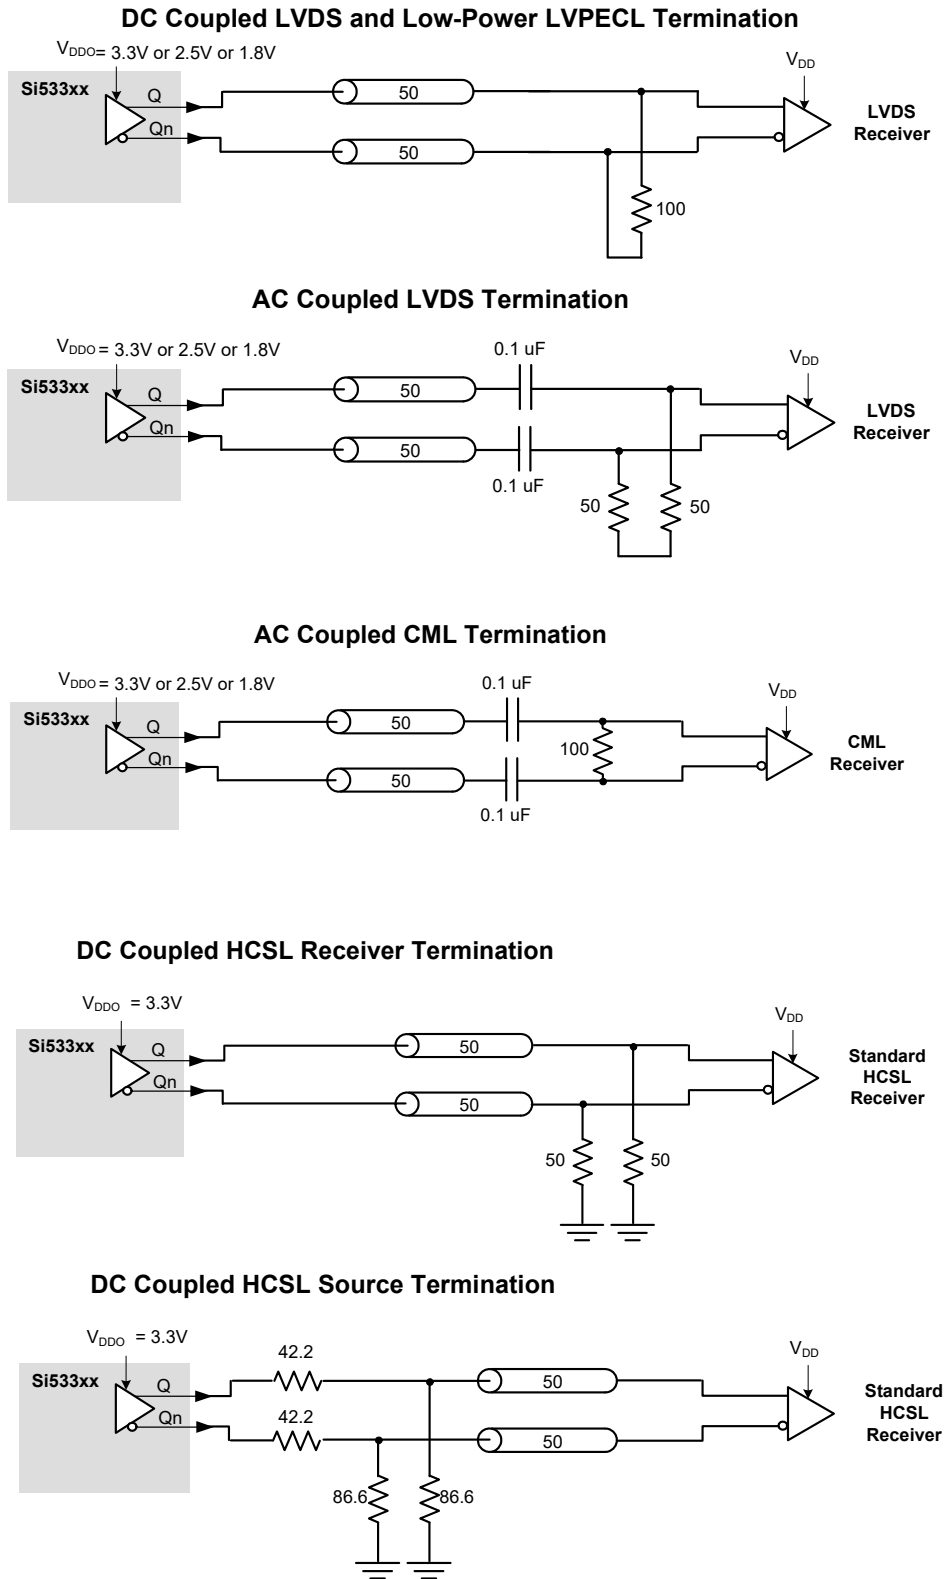 DC Coupled LVDS and Low-Power LVPECL Termination
VDDO= 3.3V or 2.5V or 1.8V
VDD
Si533xx
Q
50
LVDS
Receiver
Qn
50
100
AC Coupled LVDS Termination
VDDO= 3.3V or 2.5V or 1.8V
0.1 uF
VDD
Si533xx
Q
50
LVDS
Receiver
Qn
50
0.1 uF
50
50
AC Coupled CML Termination
VDDO= 3.3V or 2.5V or 1.8V
0.1 uF
VDD
Si533xx
Q
50
100
CML
Receiver
Qn
50
0.1 uF
DC Coupled HCSL Receiver Termination
VDDO = 3.3V
VDD
Si533xx
Q
50
Standard
HCSL
Receiver
Qn
50
50
50
DC Coupled HCSL Source Termination
VDDO = 3.3V
42.2
VDD
Si533xx
Q
50
Standard
HCSL
Receiver
Qn
42.2
50
86.6
86.6